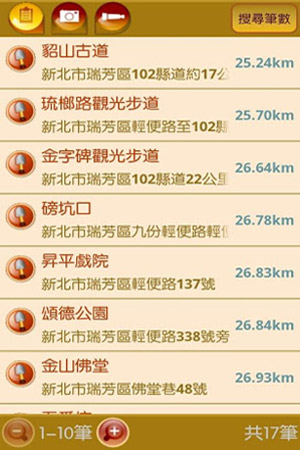 搜尋筆數
貂山古道
新北市瑞芳區102縣道約17公
25.24km
琉榔路觀光步道
新北市瑞芳區輕便路至102縣
25.70km
金字碑觀光步道
新北市瑞芳區102縣道22公里
26.64km
磅坑口
新北市瑞芳區九份輕便路輕便
26.78km
昇平戲院
新北市瑞芳區輕便路137號
26.83km
頌德公園
新北市瑞芳區輕便路338號旁
26.84km
金山佛堂
新北市瑞芳區佛堂巷48號
26.93km
1-10筆
共17筆